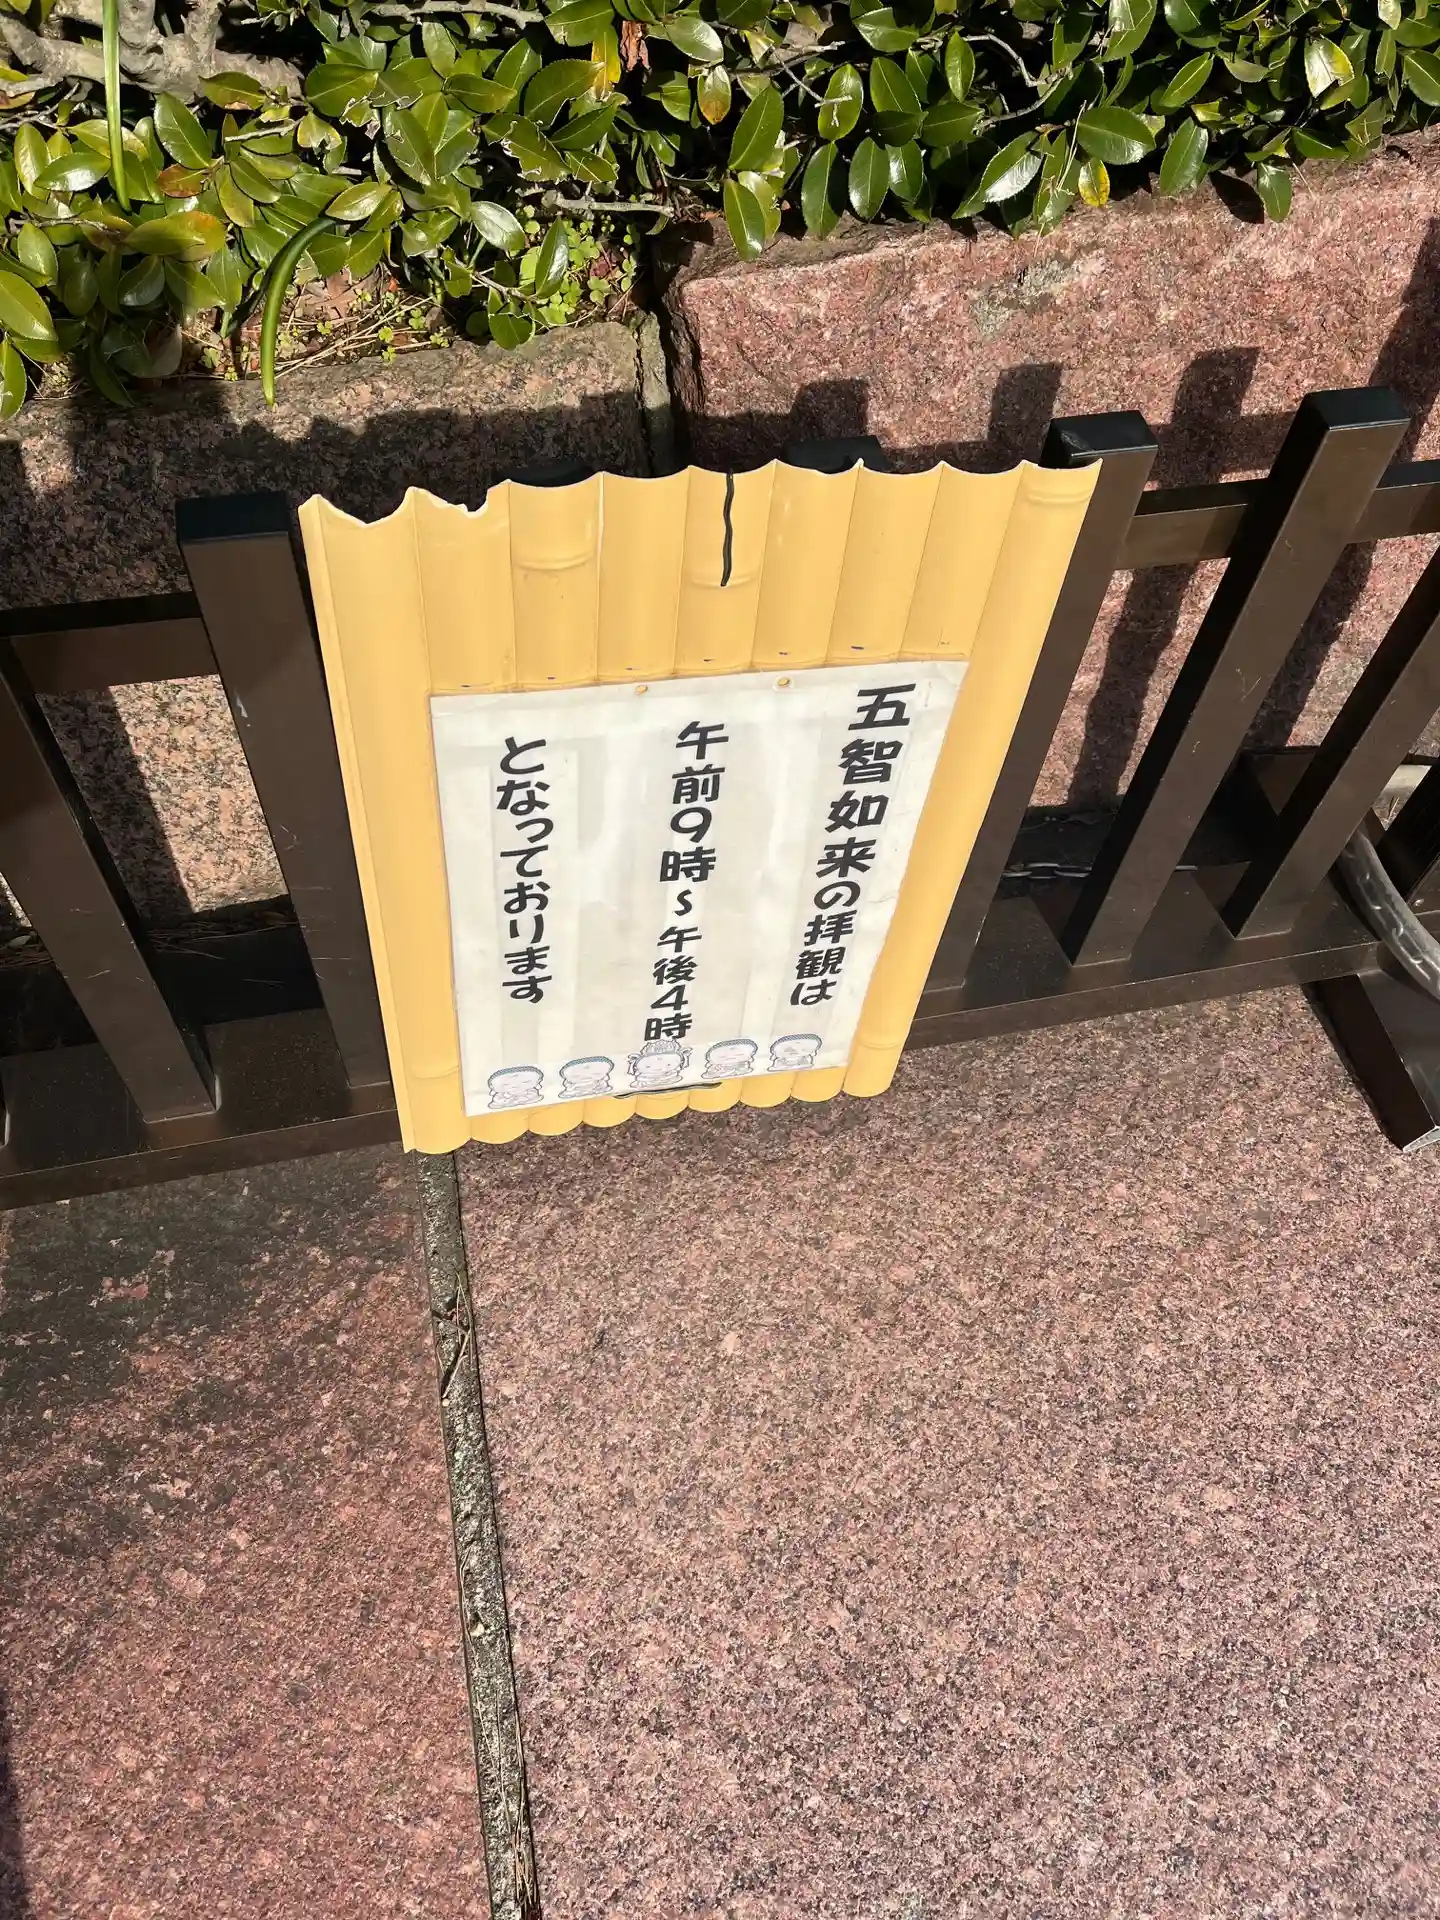 五智如来の拝観は
午前9時~午後4時
となっております